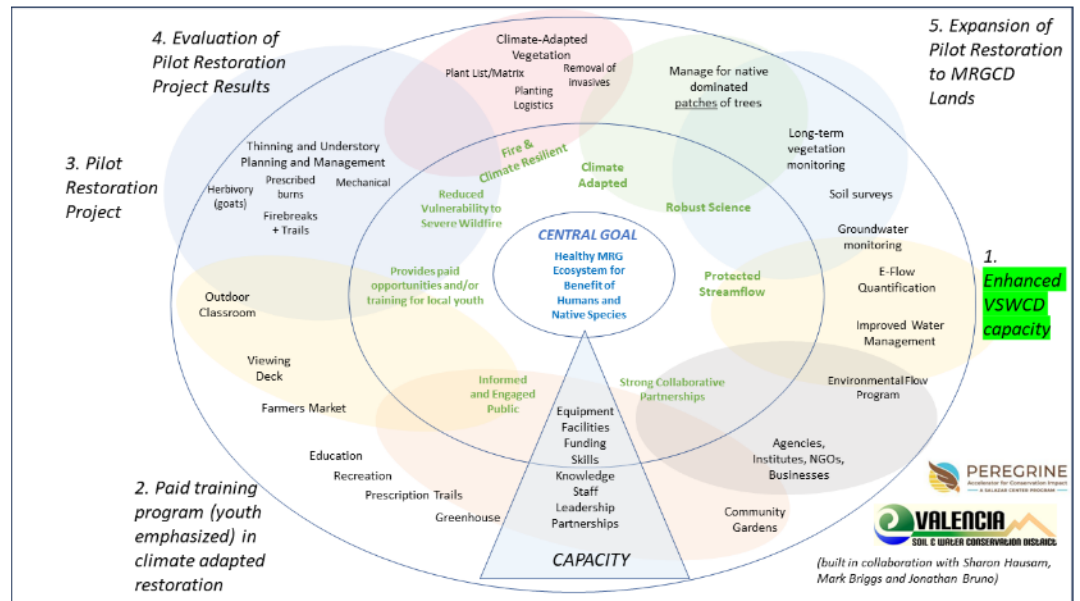 4. Evaluation of
Pilot Restoration
Project Results
Climate-Adapted
Vegetation
Plant List/Matrix
Removal of
invasives
Planting
Logistics
Manage for native
dominated
patches of trees
5. Expansion of
Pilot Restoration
to MRGCD
Lands
3. Pilot
Restoration
Project
Thinning and Understory
Planning and Management
Herbivory
(goats)
Prescribed
burns
Mechanical
Firebreaks
+ Trails
Fire &
Climate Resilient
Climate
Adapted
Long-term
vegetation
monitoring
Soil surveys
Groundwater
monitoring
Reduced
Vulnerability to
Severe Wildfire
Robust Science
CENTRAL GOAL
Healthy MRG
Ecosystem for
Benefit of
Humans and
Native Species
Provides paid
opportunities and/or
training for local youth
Protected
Streamflow
E-Flow
Quantification
Improved Water
Management
1.
Enhanced
VSWCD
capacity
Outdoor
Classroom
Viewing
Deck
Farmers Market
Informed
and Engaged
Public
Strong Collaborative
Partnerships
Environmental Flow
Program
Equipment
Facilities
Funding
Skills
Knowledge
Staff
Leadership
Partnerships
CAPACITY
Agencies,
Institutes, NGOs,
Businesses
Community
Gardens
Education
Recreation
Prescription Trails
Greenhouse
2. Paid training
program (youth
emphasized) in
climate adapted
restoration
PEREGRINE
Accelerator for Conservation Impact
A SALAZAR CENTER PROGRAM
VALENCIA
SOIL & WATER CONSERVATION DISTRICT
(built in collaboration with Sharon Hausam,
Mark Briggs and Jonathan Bruno)